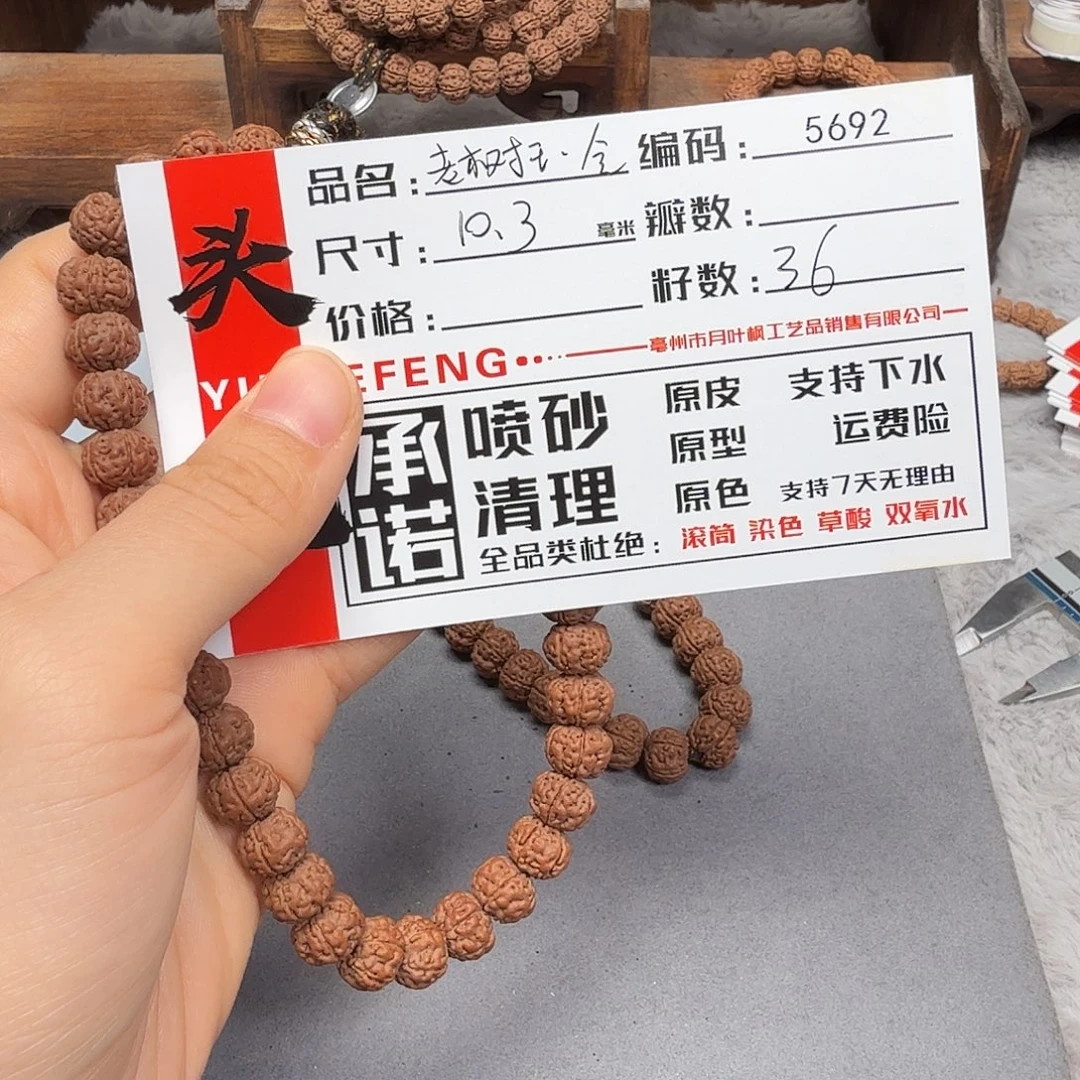 品名: 老树王·金 编码: 5692
尺寸: 10.3 毫米 瓣数:
价格: 籽数: 36
头
EFENG 亳州市月叶枫工艺品销售有限公司
承诺
喷砂 清理
原皮 支持下水
原型 运费险
原色 支持7天无理由
全品类杜绝: 滚筒 染色 草酸 双氧水